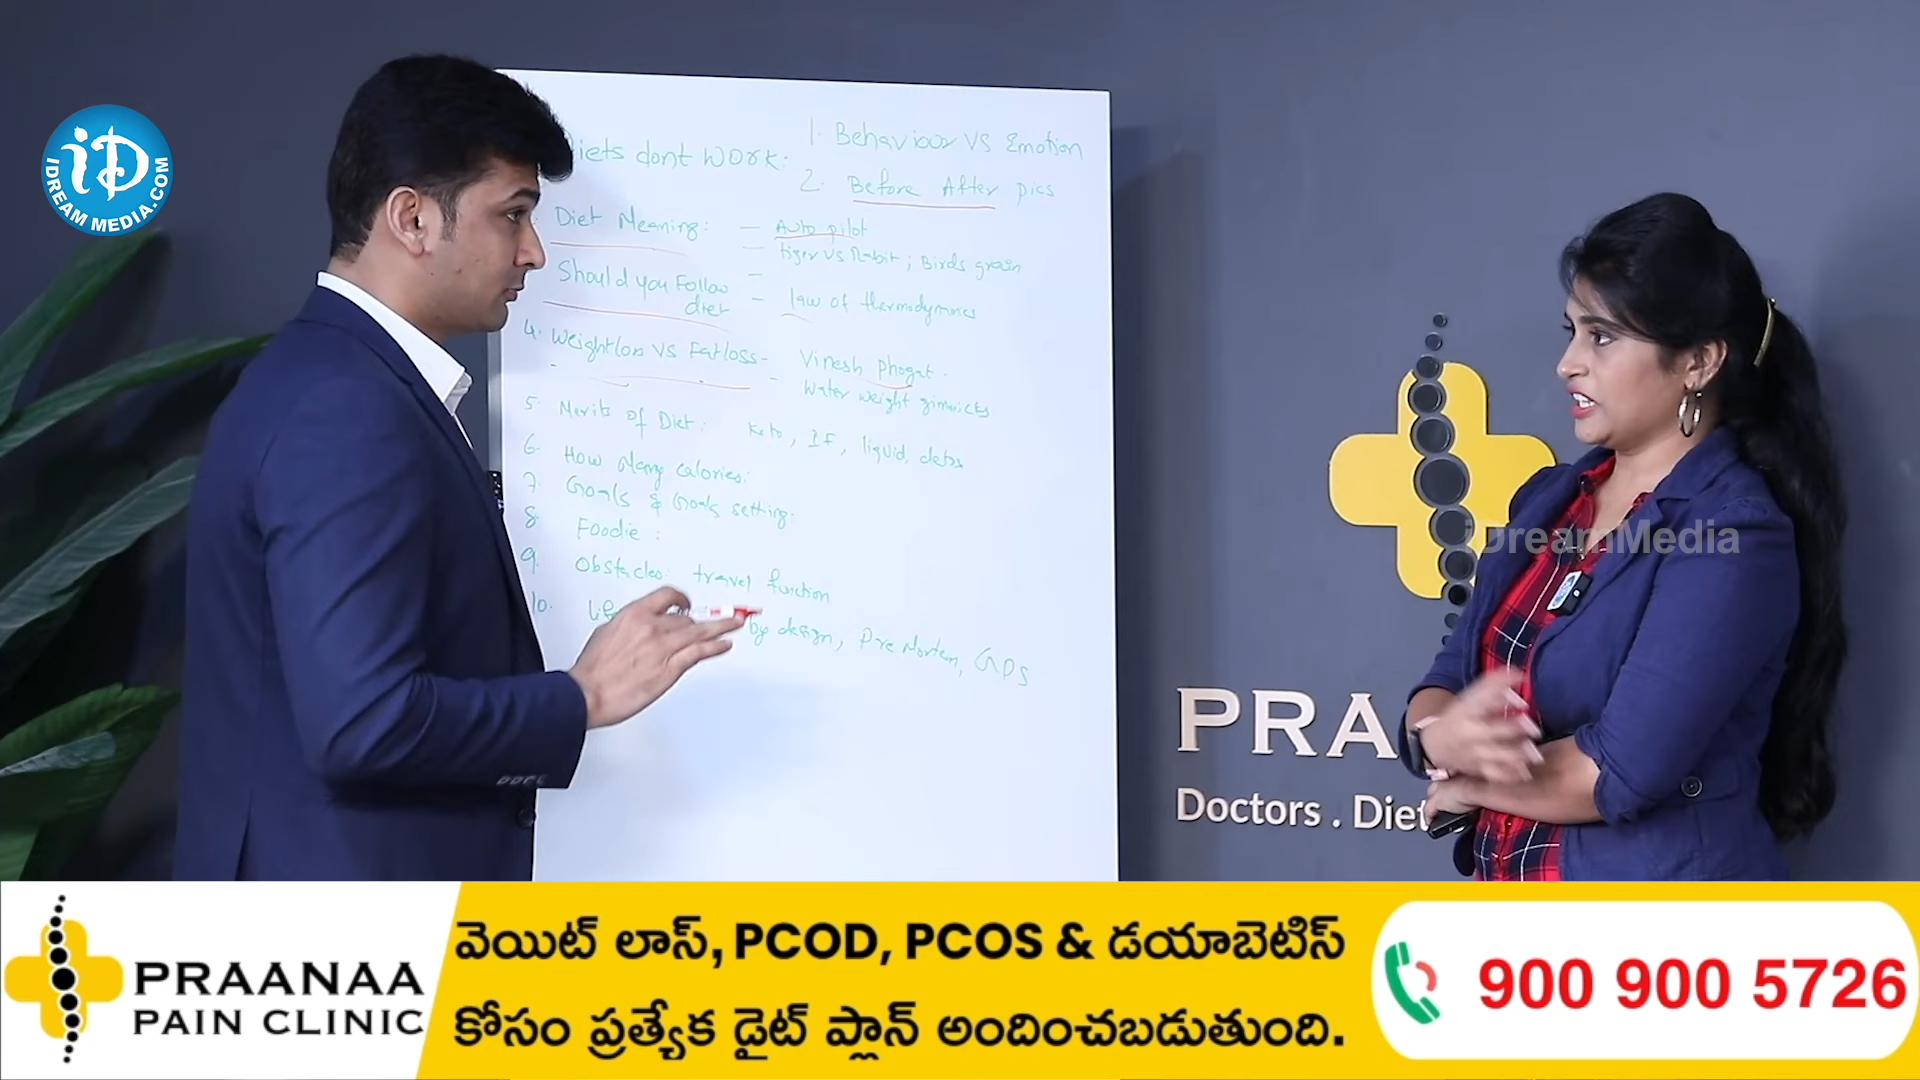 iD
IDREAM MEDIA.COM
Diets dont WORK:
1. Behaviour VS Emotion
2. Before After pics
Diet Meaning: — Auto pilot
— tiger vs Rabit ; Birds grain
Should you Follow diet —
— law of thermodymnes
4. Weightloss VS Fatloss - Vinesh phogat.
- water weight gimmicks
5. Merits of Diet: Keto, IF, liquid, detox
6. How Many calories:
7. Goals & Goals setting:
8. Foodie :
9. Obstacles: travel function
10. by design, Pre Mortem, GPS
iDreamMedia
PRA
Doctors . Diet
PRAANAA
PAIN CLINIC
వెయిట్ లాస్, PCOD, PCOS & డయాబెటిస్
కోసం ప్రత్యేక డైట్ ప్లాన్ అందించబడుతుంది.
900 900 5726